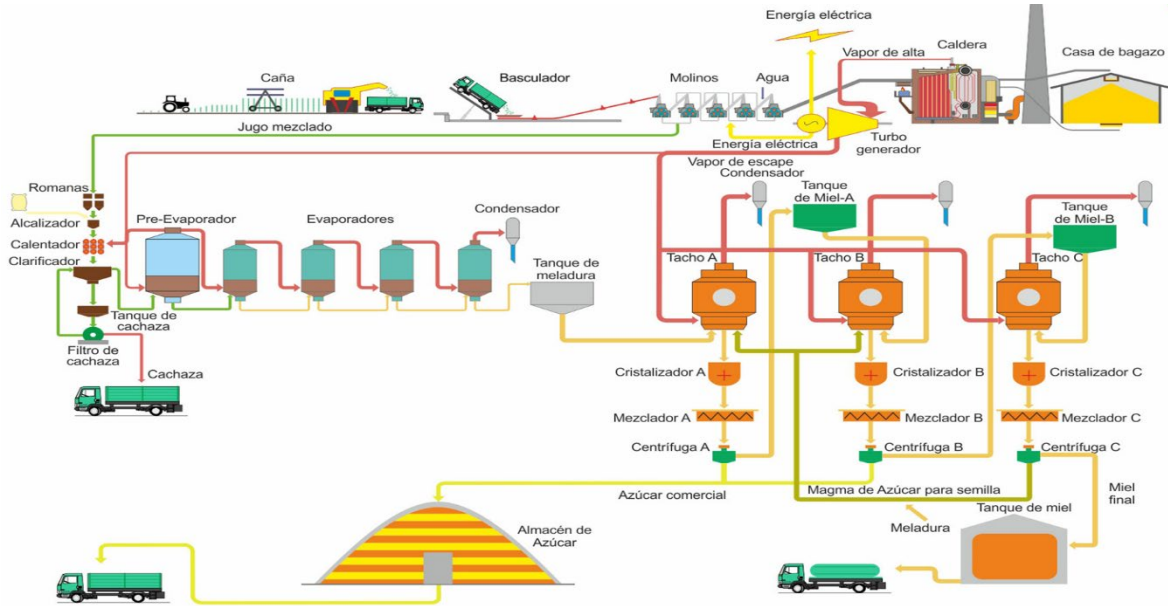 Energía eléctrica
Vapor de alta
Caldera
Casa de bagazo
Caña
Basculador
Molinos
Agua
Jugo mezclado
Energía eléctrica
Turbo
generador
Vapor de escape
Condensador
Romanas
Alcalizador
Calentador
Clarificador
Pre-Evaporador
Evaporadores
Condensador
Tanque de
meladura
Tanque
de Miel-A
Tanque
de Miel-B
Tacho A
Tacho B
Tacho C
Tanque de
cachaza
Filtro de
cachaza
Cachaza
Cristalizador A
Cristalizador B
Cristalizador C
Mezclador A
Mezclador B
Mezclador C
Centrífuga A
Centrífuga B
Centrífuga C
Azúcar comercial
Magma de Azúcar para semilla
Miel
final
Meladura
Tanque de miel
Almacén de
Azúcar